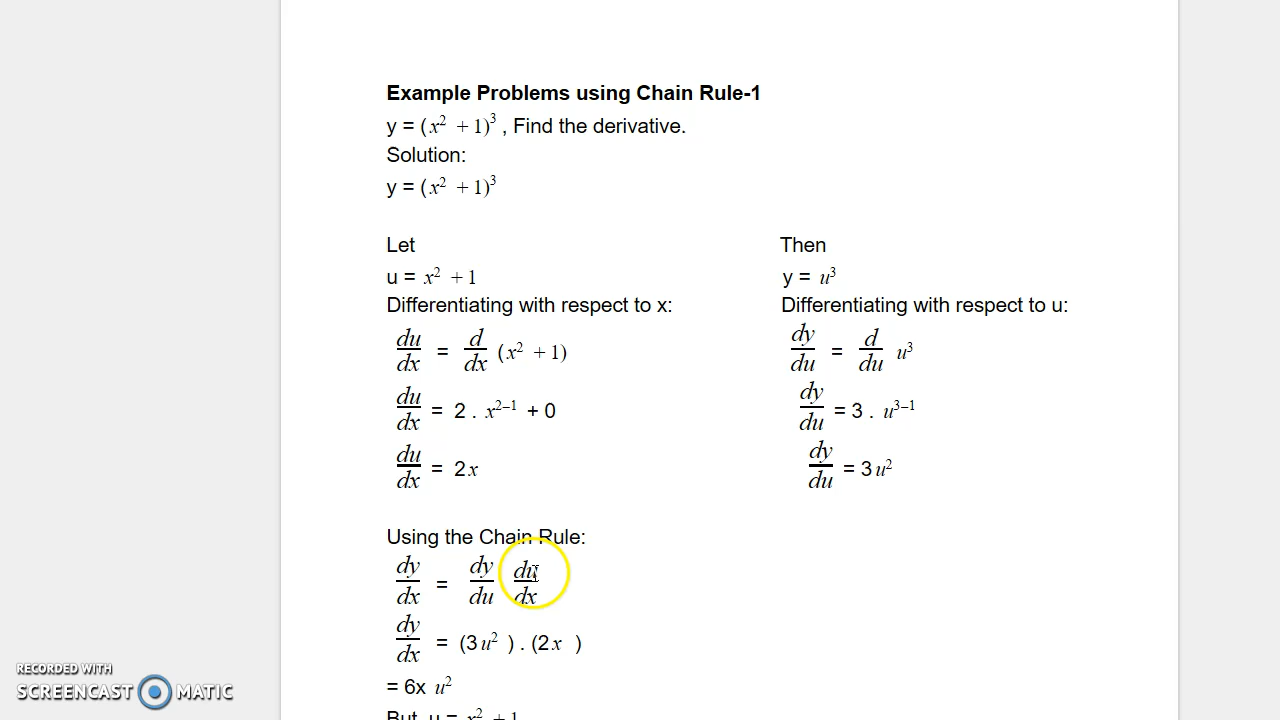 Example Problems using Chain Rule-1
y = (x² + 1)³ , Find the derivative.
Solution:
y = (x² + 1)³
Let
u = x² + 1
Differentiating with respect to x:
du/dx = d/dx (x² + 1)
du/dx = 2 . x²⁻¹ + 0
du/dx = 2x
Then
y = u³
Differentiating with respect to u:
dy/du = d/du u³
dy/du = 3 . u³⁻¹
dy/du = 3u²
Using the Chain Rule:
dy/dx = dy/du du/dx
dy/dx = (3u² ) . (2x )
= 6x u²
But, u = x² + 1
RECORDED WITH
SCREENCAST MATIC